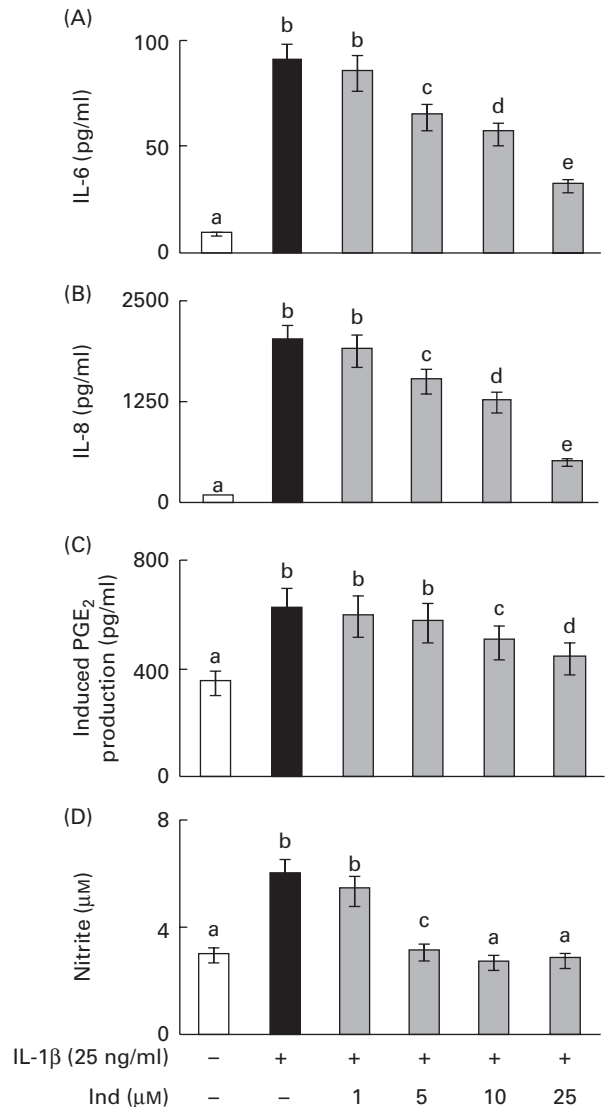 (A)
IL-6 (pg/ml)
100
50
0
a b b c d e
(B)
IL-8 (pg/ml)
2500
1250
0
a b b c d e
(C)
Induced PGE₂
production (pg/ml)
800
400
0
a b b b c d
(D)
Nitrite (μM)
8
4
0
a b b c a a
IL-1β (25 ng/ml) – + + + + +
Ind (μM) – – 1 5 10 25